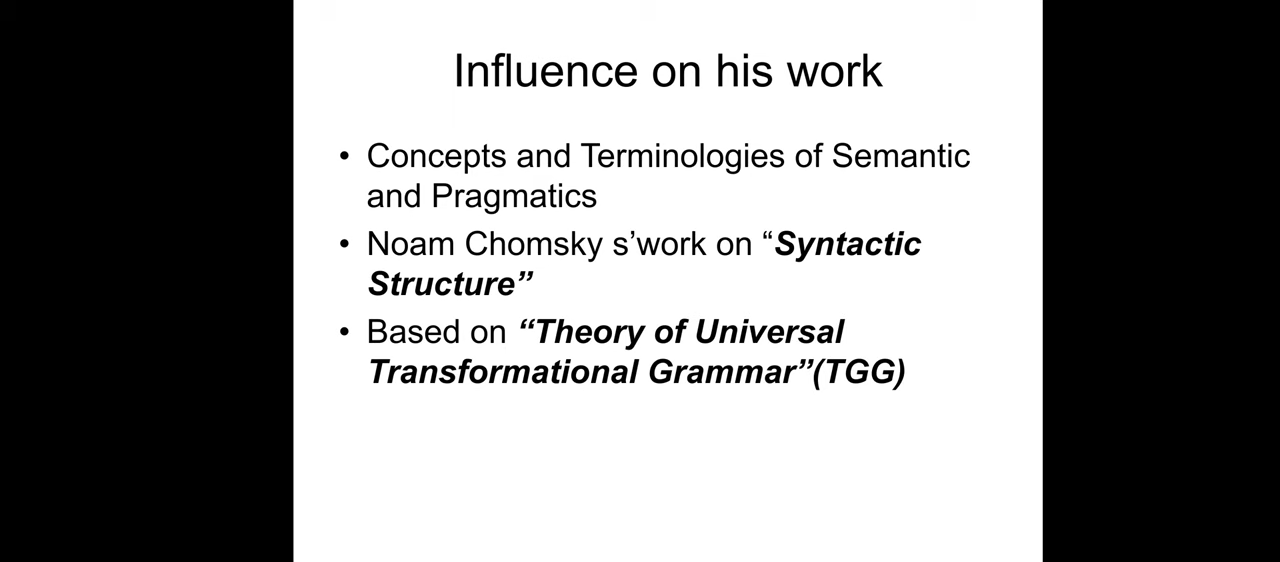 Influence on his work
• Concepts and Terminologies of Semantic
and Pragmatics
• Noam Chomsky s’work on “Syntactic
Structure”
• Based on “Theory of Universal
Transformational Grammar”(TGG)